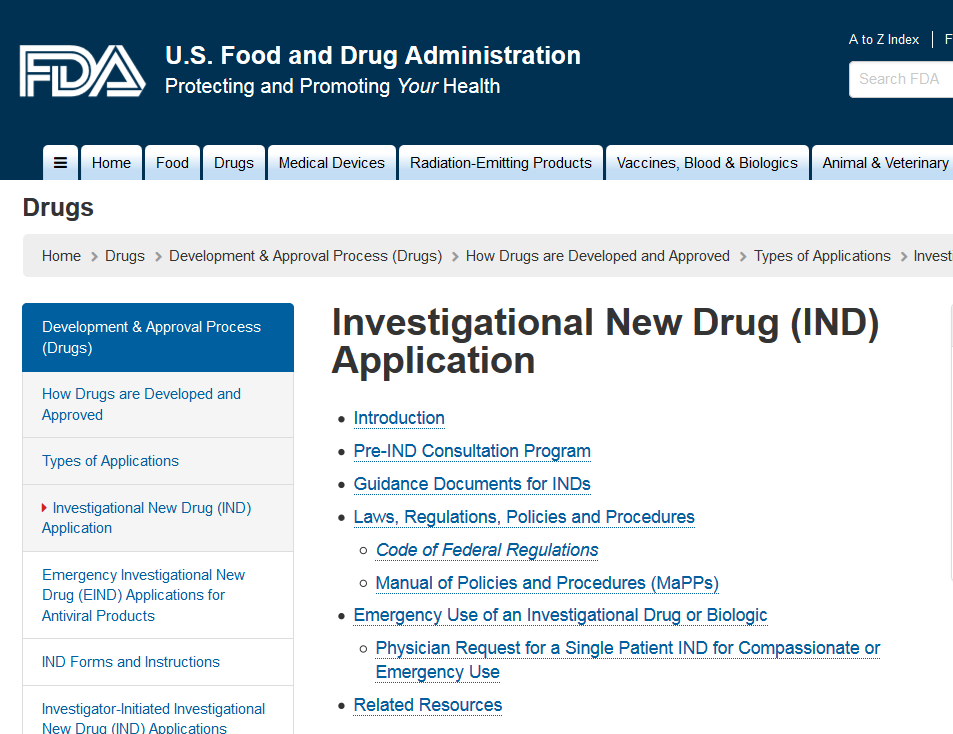 FDA
U.S. Food and Drug Administration
Protecting and Promoting Your Health
A to Z Index | F
Search FDA
☰ Home Food Drugs Medical Devices Radiation-Emitting Products Vaccines, Blood & Biologics Animal & Veterinary
Drugs
Home > Drugs > Development & Approval Process (Drugs) > How Drugs are Developed and Approved > Types of Applications > Investi
Development & Approval Process
(Drugs)
How Drugs are Developed and
Approved
Types of Applications
Investigational New Drug (IND)
Application
Emergency Investigational New
Drug (EIND) Applications for
Antiviral Products
IND Forms and Instructions
Investigator-Initiated Investigational
New Drug (IND) Applications
Investigational New Drug (IND)
Application
• Introduction
• Pre-IND Consultation Program
• Guidance Documents for INDs
• Laws, Regulations, Policies and Procedures
○ Code of Federal Regulations
○ Manual of Policies and Procedures (MaPPs)
• Emergency Use of an Investigational Drug or Biologic
○ Physician Request for a Single Patient IND for Compassionate or
Emergency Use
• Related Resources